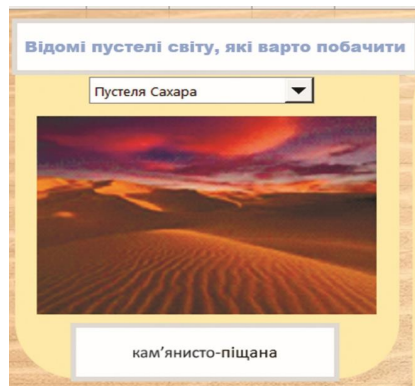 Відомі пустелі світу, які варто побачити
Пустеля Сахара
кам’янисто-піщана